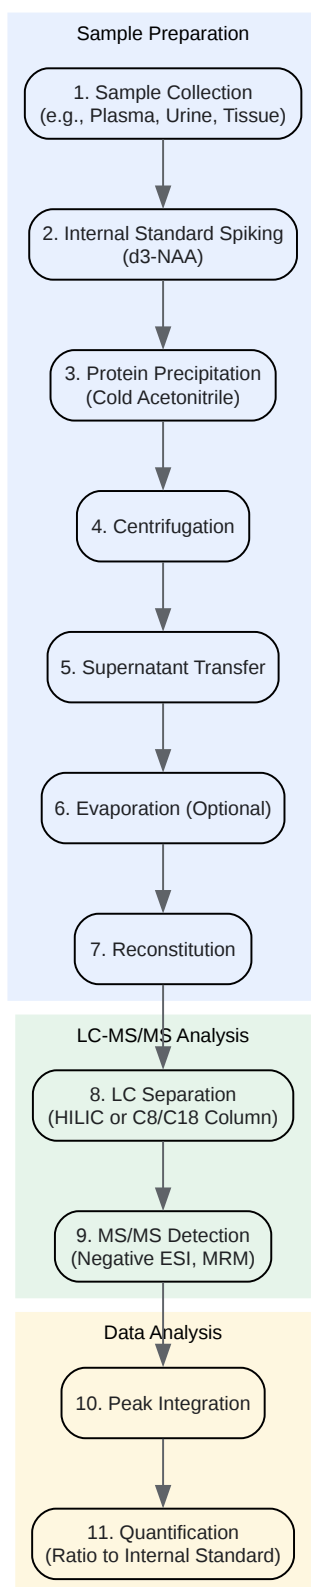 Sample Preparation
1. Sample Collection
(e.g., Plasma, Urine, Tissue)
2. Internal Standard Spiking
(d3-NAA)
3. Protein Precipitation
(Cold Acetonitrile)
4. Centrifugation
5. Supernatant Transfer
6. Evaporation (Optional)
7. Reconstitution
LC-MS/MS Analysis
8. LC Separation
(HILIC or C8/C18 Column)
9. MS/MS Detection
(Negative ESI, MRM)
Data Analysis
10. Peak Integration
11. Quantification
(Ratio to Internal Standard)